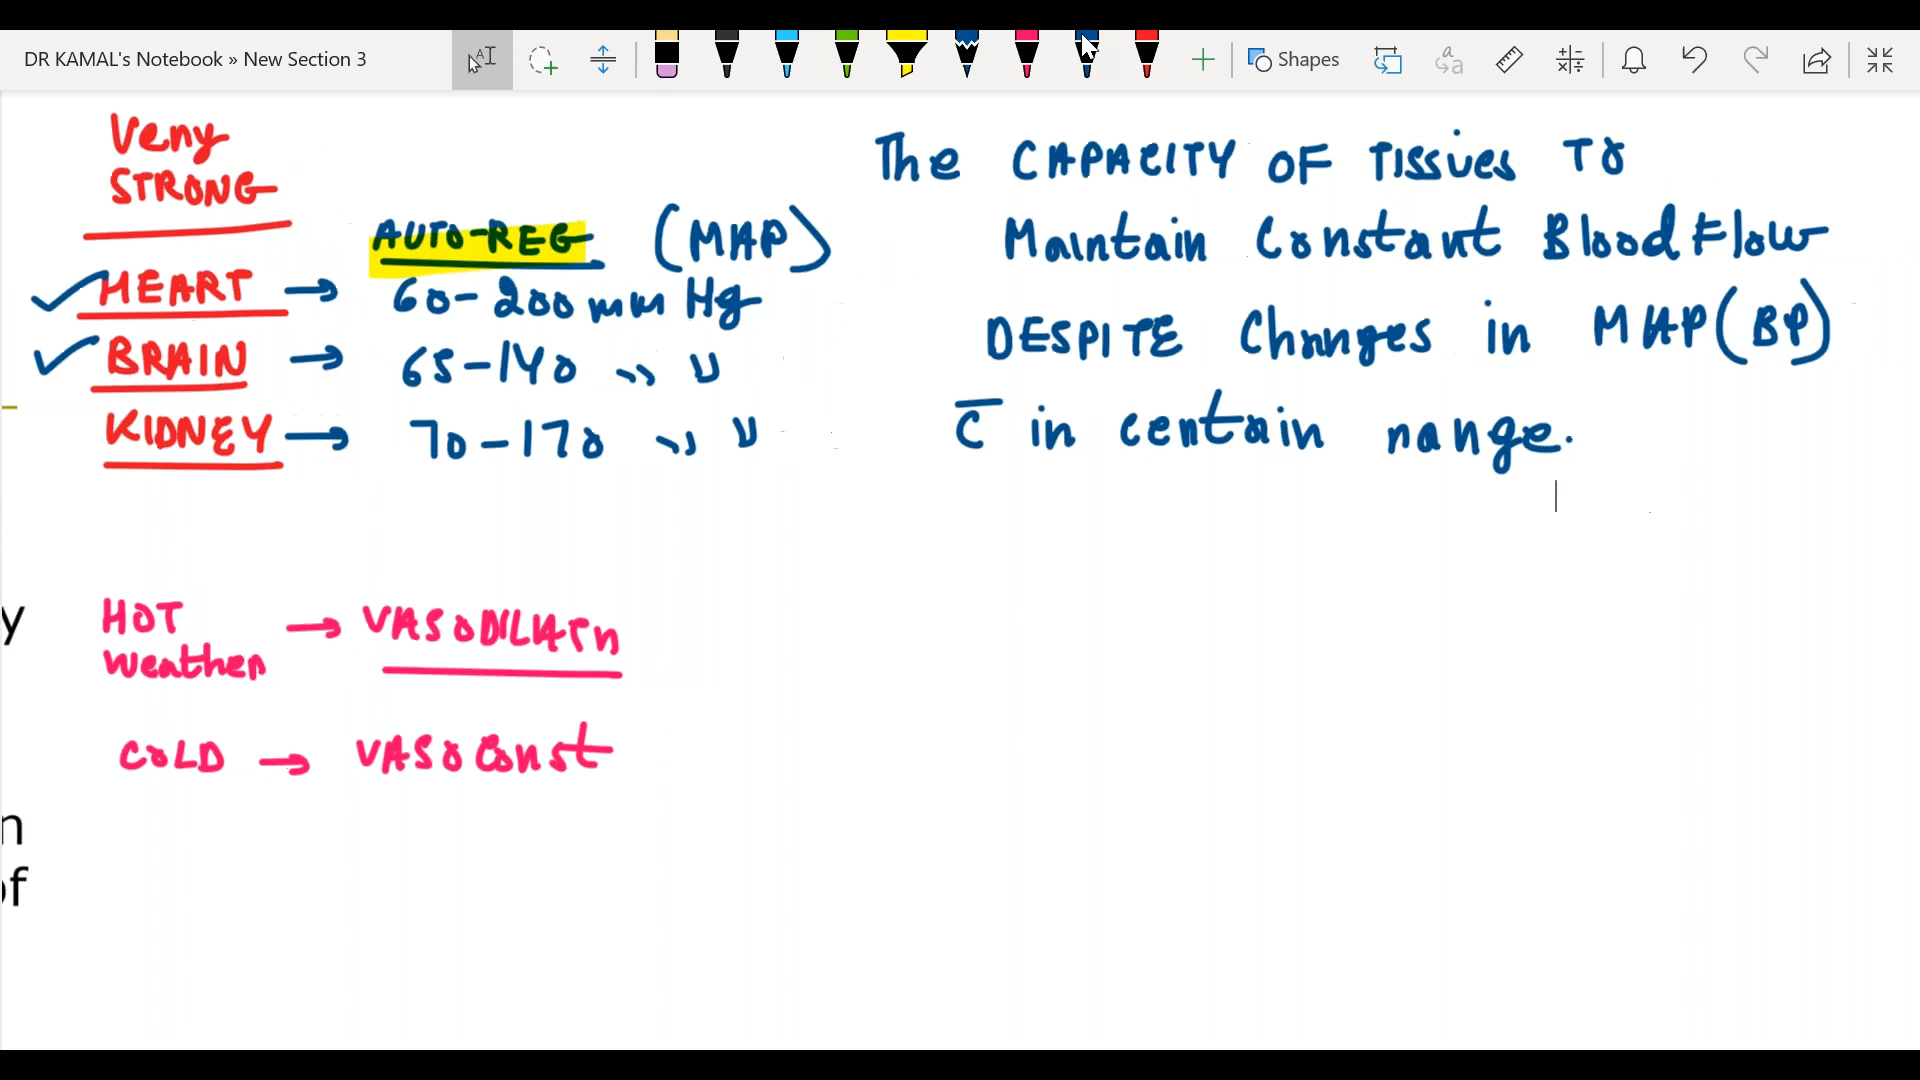 DR KAMAL's Notebook » New Section 3
Shapes
Very
STRONG
AUTO-REG (MAP)
HEART → 60-200 mm Hg
BRAIN → 65-140 ,, ,,
KIDNEY → 70-170 ,, ,,
The CAPACITY OF TISSUES TO
Maintain Constant Blood Flow
DESPITE Changes in MAP (BP)
C̅ in certain range.
HOT
weather → VASODILATn
COLD → VASOConst
y
n
of